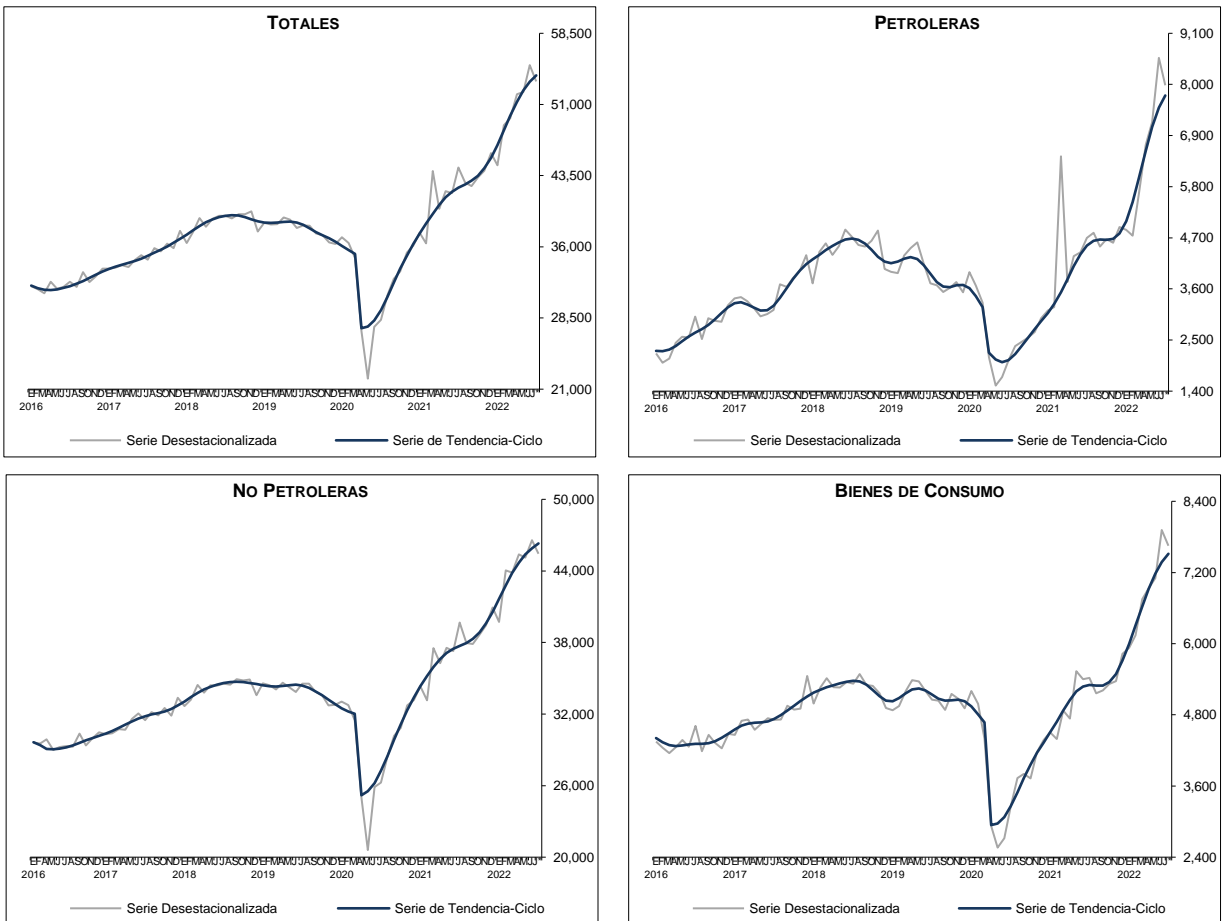 TOTALES
58,500
51,000
43,500
36,000
28,500
21,000
2016 2017 2018 2019 2020 2021 2022
Serie Desestacionalizada Serie de Tendencia-Ciclo
PETROLERAS
9,100
8,000
6,900
5,800
4,700
3,600
2,500
1,400
2016 2017 2018 2019 2020 2021 2022
Serie Desestacionalizada Serie de Tendencia-Ciclo
NO PETROLERAS
50,000
44,000
38,000
32,000
26,000
20,000
2016 2017 2018 2019 2020 2021 2022
Serie Desestacionalizada Serie de Tendencia-Ciclo
BIENES DE CONSUMO
8,400
7,200
6,000
4,800
3,600
2,400
2016 2017 2018 2019 2020 2021 2022
Serie Desestacionalizada Serie de Tendencia-Ciclo